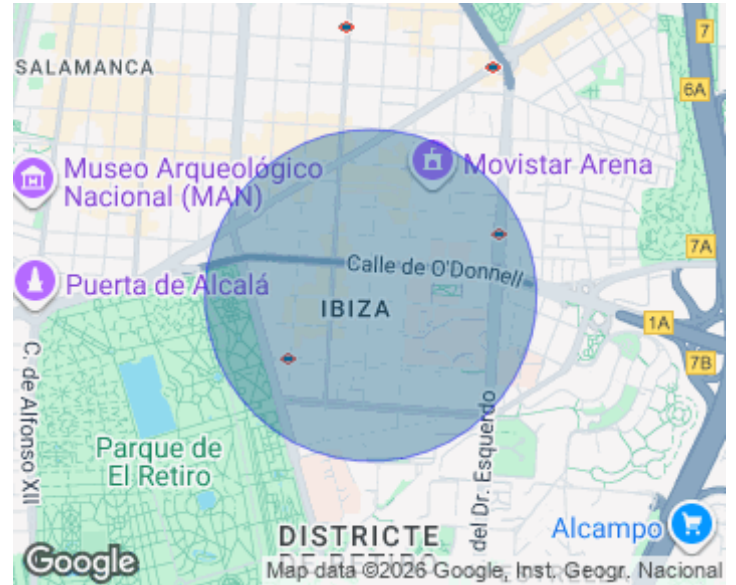 SALAMANCA
7
6A
Museo Arqueológico
Nacional (MAN)
Movistar Arena
Calle de O'Donnell
7A
Puerta de Alcalá
IBIZA
1A
7B
C. de Alfonso XII
del Dr. Esquerdo
Parque de
El Retiro
DISTRICTE
DE RETIRO
Alcampo
Google
Map data ©2026 Google, Inst. Geogr. Nacional